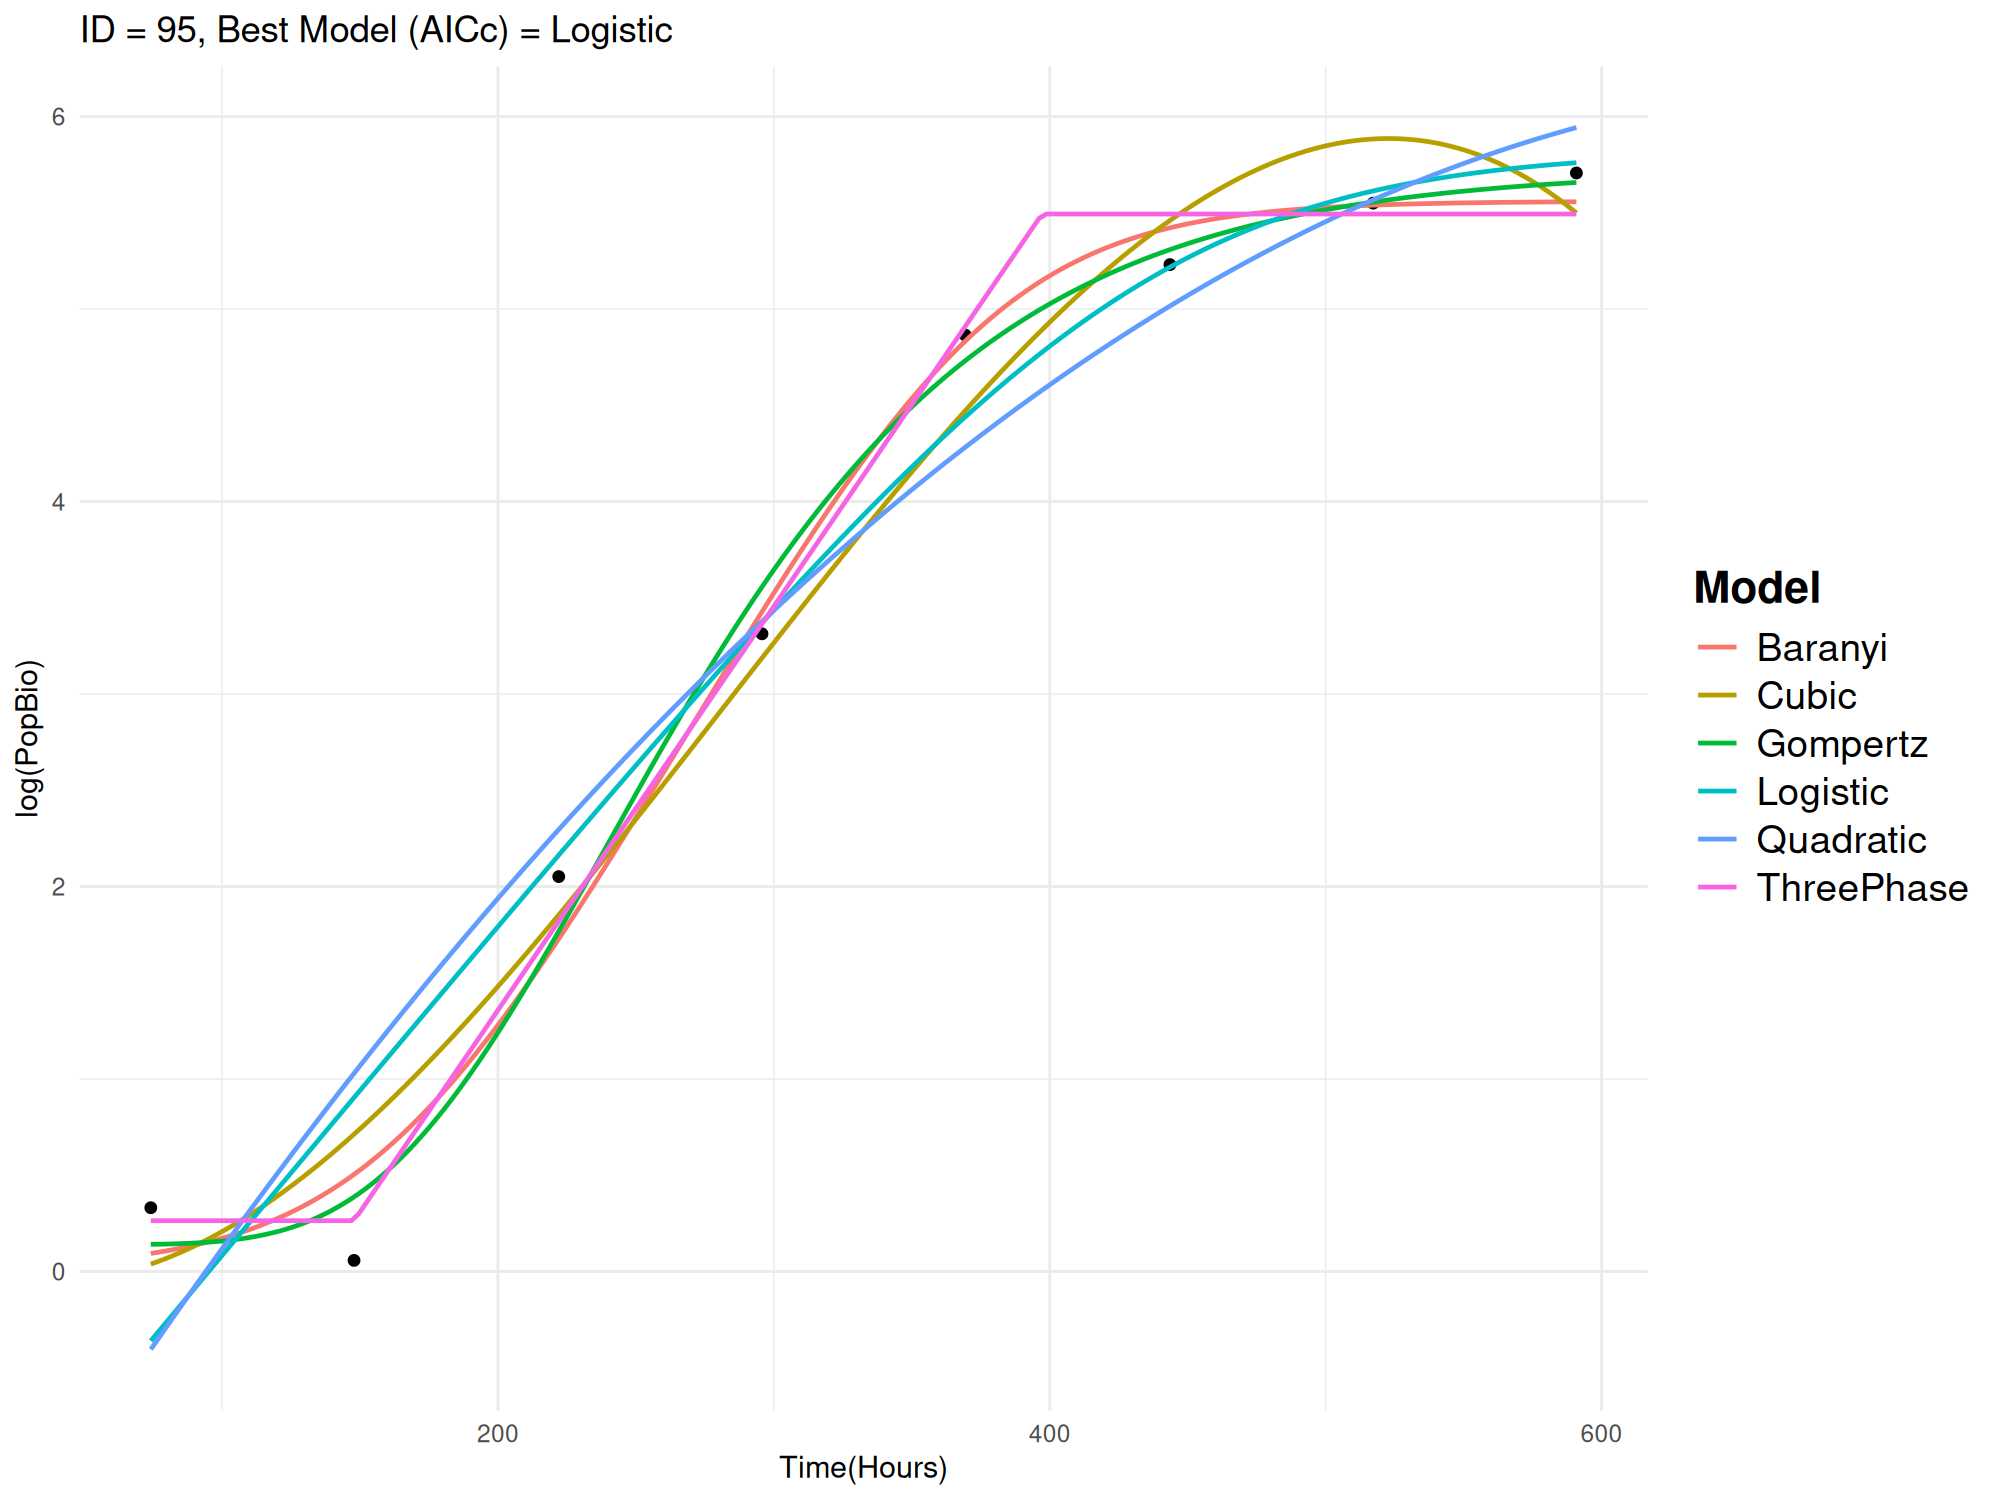 ID = 95, Best Model (AICc) = Logistic
6
4
2
0
log(PopBio)
200
400
600
Time(Hours)
Model
Baranyi
Cubic
Gompertz
Logistic
Quadratic
ThreePhase